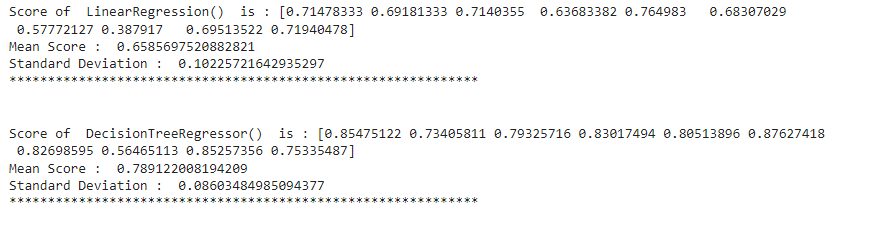 Score of  LinearRegression()  is : [0.71478333 0.69181333 0.7140355  0.63683382 0.764983   0.68307029
 0.57772127 0.387917   0.69513522 0.71940478]
Mean Score :  0.6585697520882821
Standard Deviation :  0.10225721642935297
*************************************************************
Score of  DecisionTreeRegressor()  is : [0.85475122 0.73405811 0.79325716 0.83017494 0.80513896 0.87627418
 0.82698595 0.56465113 0.85257356 0.75335487]
Mean Score :  0.789122008194209
Standard Deviation :  0.08603484985094377
*************************************************************